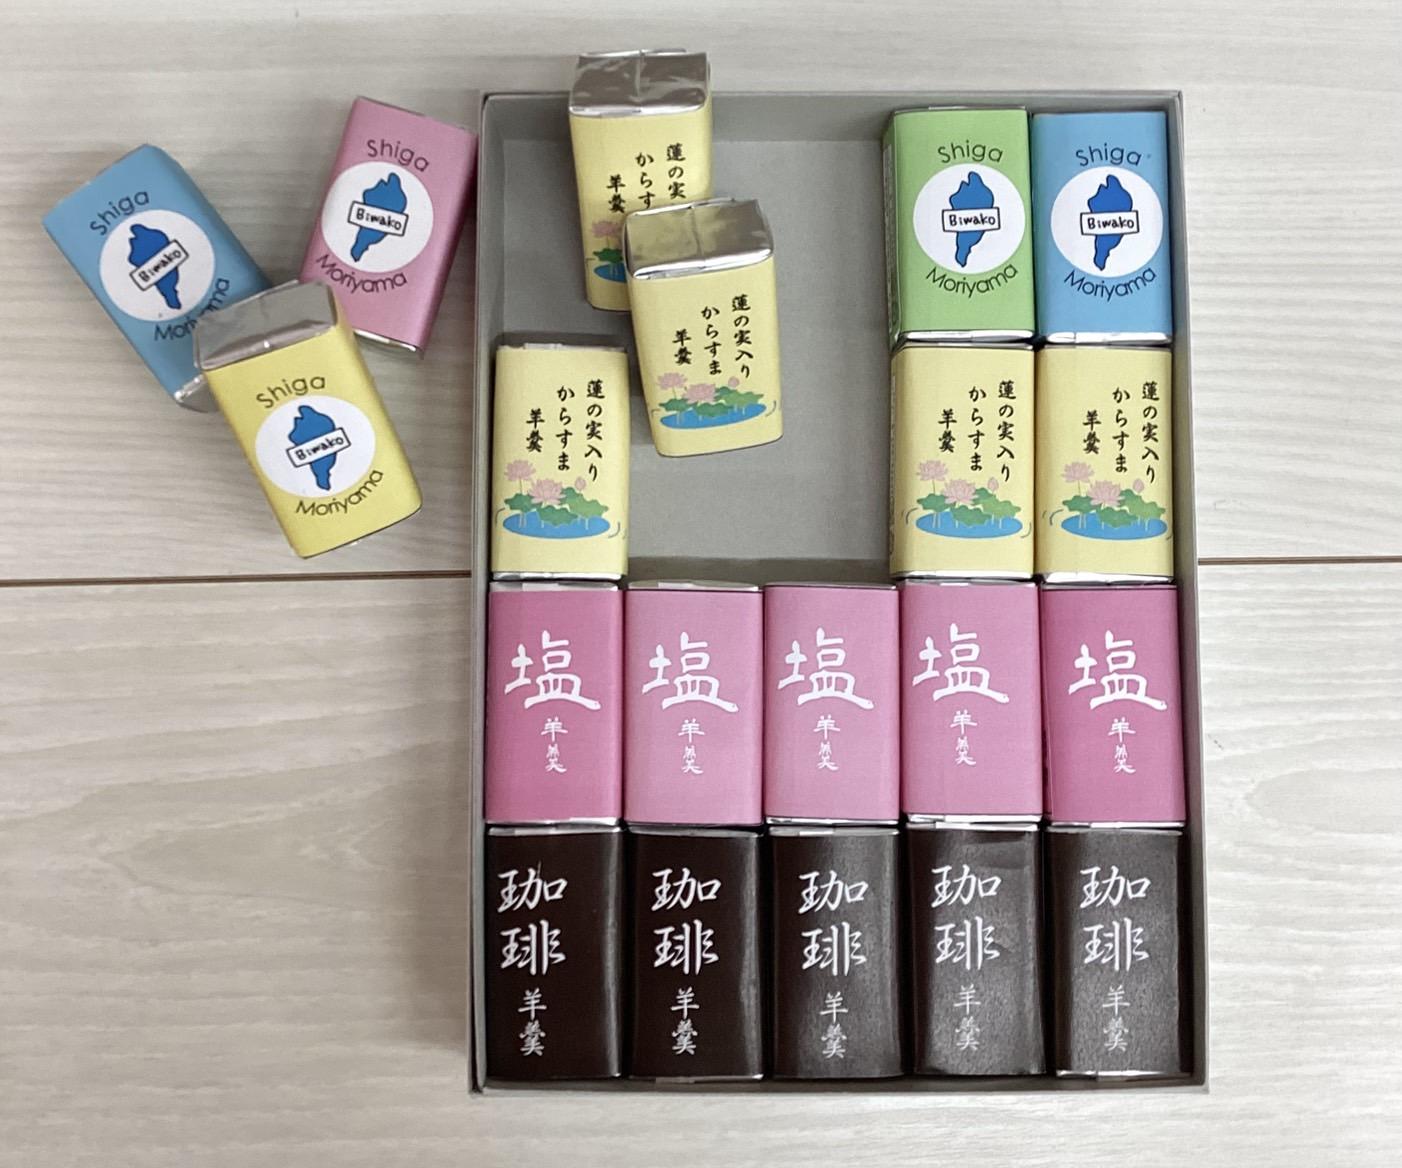 Shiga
Biwako
Moriyama
Shiga
Biwako
Moriyama
Shiga
Biwako
Moriyama
蓮の実
からす
羊羹
蓮の実入り
からすま
羊羹
Shiga
Biwako
Moriyama
Shiga
Biwako
Moriyama
蓮の実入り
からすま
羊羹
蓮の実入り
からすま
羊羹
蓮の実入り
からすま
羊羹
塩
羊羹
塩
羊羹
塩
羊羹
塩
羊羹
塩
羊羹
珈琲
羊羹
珈琲
羊羹
珈琲
羊羹
珈琲
羊羹
珈琲
羊羹